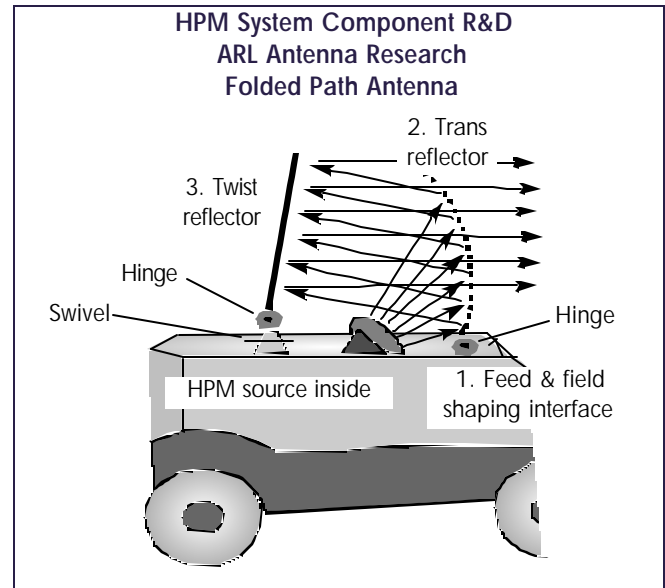 HPM System Component R&D
ARL Antenna Research
Folded Path Antenna
2. Trans
reflector
3. Twist
reflector
Hinge
Swivel
Hinge
HPM source inside
1. Feed & field
shaping interface